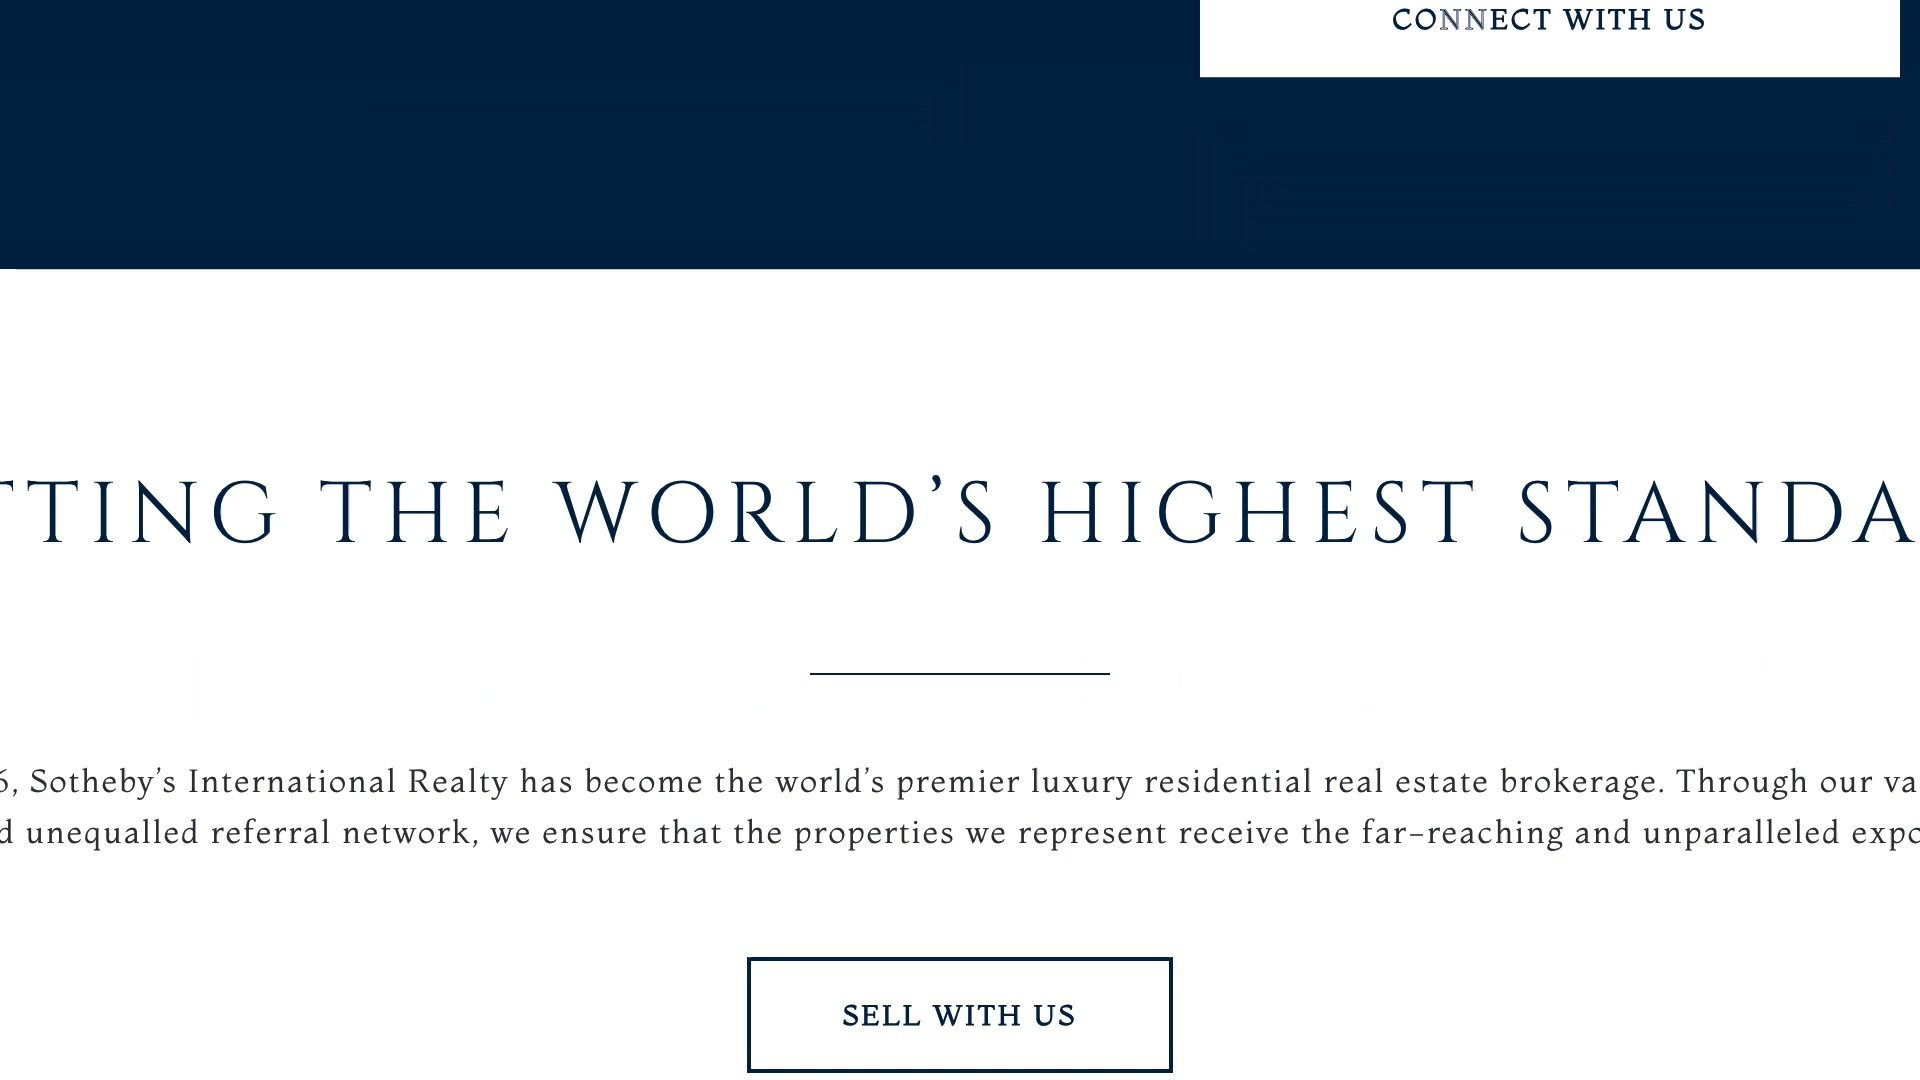 CONNECT WITH US
TTING THE WORLD’S HIGHEST STANDA
6, Sotheby’s International Realty has become the world’s premier luxury residential real estate brokerage. Through our va
d unequalled referral network, we ensure that the properties we represent receive the far-reaching and unparalleled expo
SELL WITH US